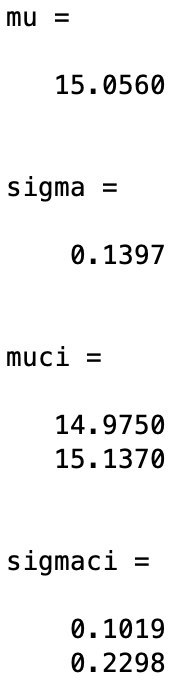 mu =
15.0560
sigma =
0.1397
muci =
14.9750
15.1370
sigmaci =
0.1019
0.2298